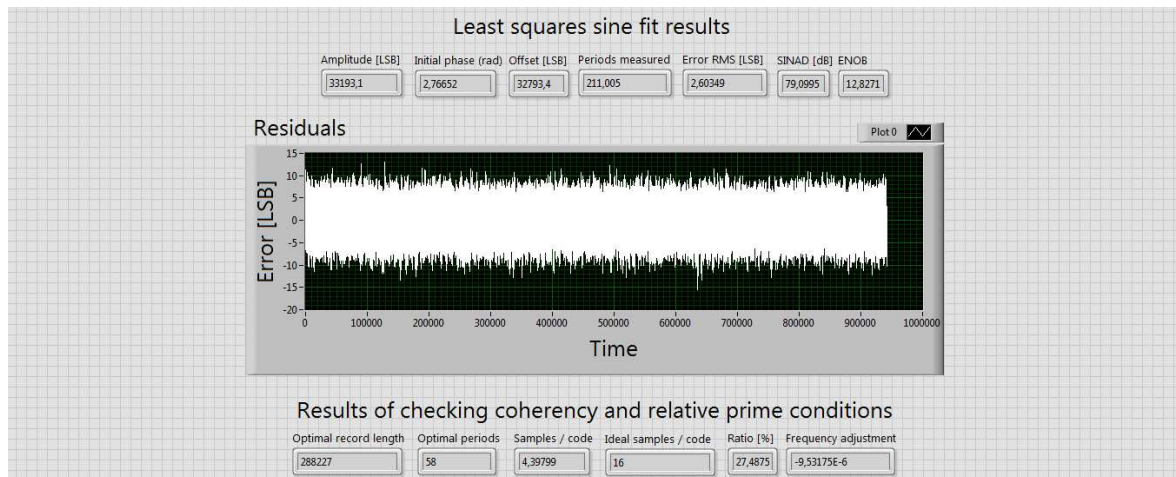 Least squares sine fit results
Amplitude [LSB] Initial phase (rad) Offset [LSB] Periods measured Error RMS [LSB] SINAD [dB] ENOB
33193,1 2,76652 32793,4 211,005 2,60349 79,0995 12,8271
Residuals
Plot 0
15
10
5
0
-5
-10
-15
-20
Error [LSB]
0 100000 200000 300000 400000 500000 600000 700000 800000 900000 1000000
Time
Results of checking coherency and relative prime conditions
Optimal record length Optimal periods Samples / code Ideal samples / code Ratio [%] Frequency adjustment
288227 58 4,39799 16 27,4875 -9,53175E-6